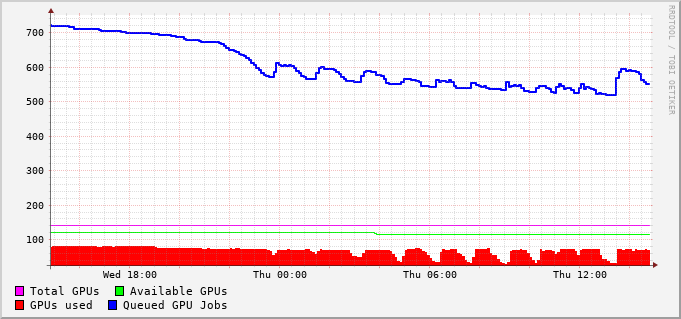 700
600
500
400
300
200
100
Wed 18:00 Thu 00:00 Thu 06:00 Thu 12:00
Total GPUs Available GPUs
GPUs used Queued GPU Jobs
RRDTOOL / TOBI OETIKER